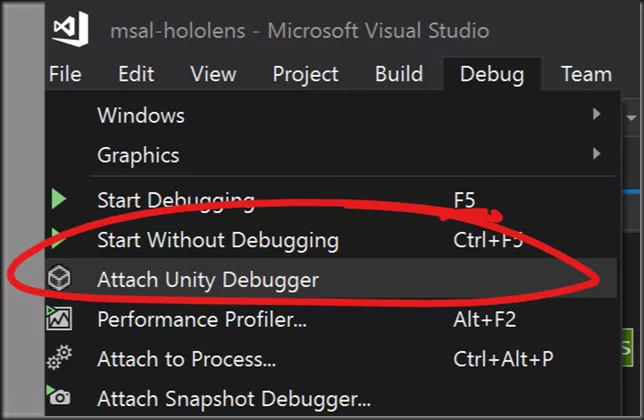 msal-hololens - Microsoft Visual Studio
File Edit View Project Build Debug Team
Windows
Graphics
Start Debugging F5
Start Without Debugging Ctrl+F5
Attach Unity Debugger
Performance Profiler... Alt+F2
Attach to Process... Ctrl+Alt+P
Attach Snapshot Debugger...